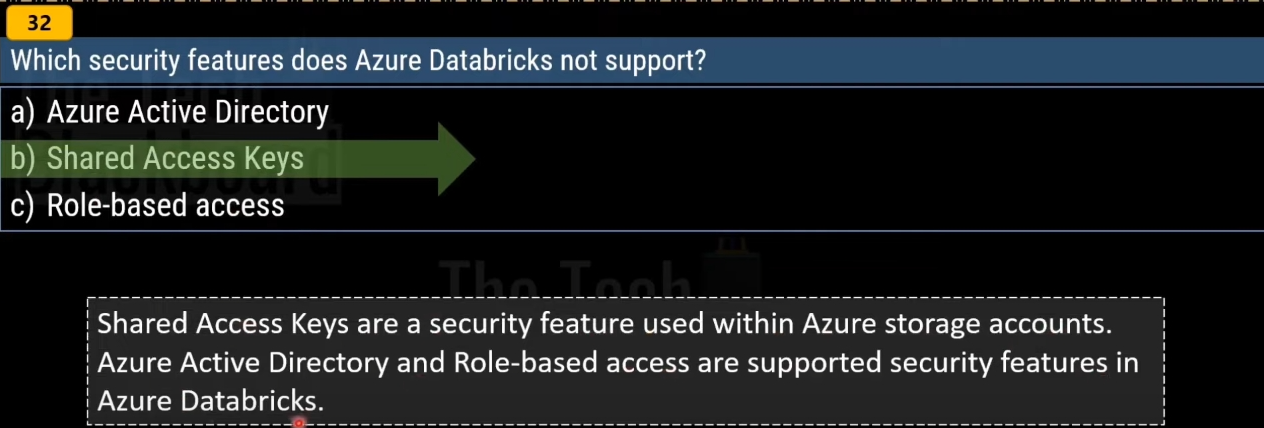 32
Which security features does Azure Databricks not support?
a) Azure Active Directory
b) Shared Access Keys
c) Role-based access
The Tech
Shared Access Keys are a security feature used within Azure storage accounts.
Azure Active Directory and Role-based access are supported security features in
Azure Databricks.